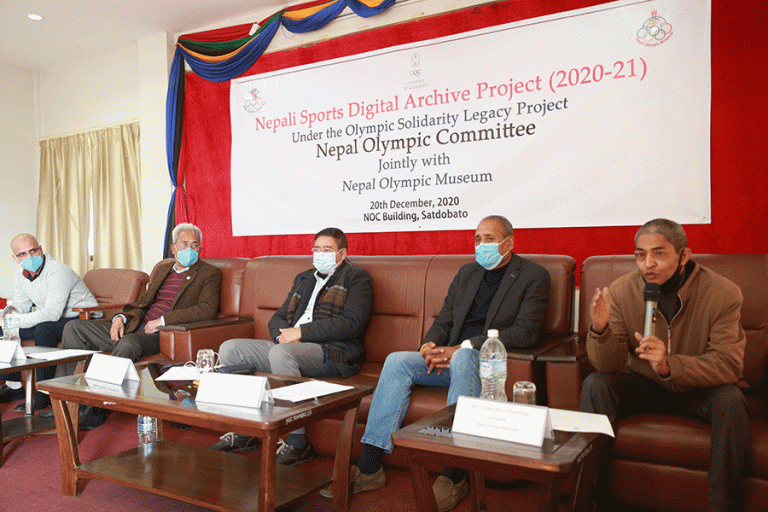 Nepali Sports Digital Archive Project (2020-21)
Under the Olympic Solidarity Legacy Project
Nepal Olympic Committee
Jointly with
Nepal Olympic Museum
20th December, 2020
NOC Building, Satdobato